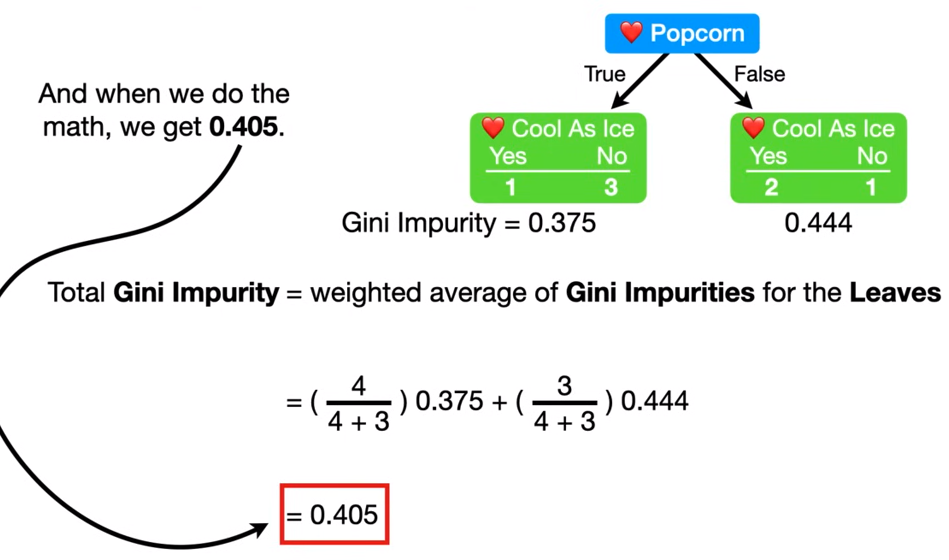 ❤️ Popcorn
True
False
And when we do the
math, we get 0.405.
❤️ Cool As Ice
Yes No
1 3
❤️ Cool As Ice
Yes No
2 1
Gini Impurity = 0.375
0.444
Total Gini Impurity = weighted average of Gini Impurities for the Leaves
= ( 4 / 4 + 3 ) 0.375 + ( 3 / 4 + 3 ) 0.444
= 0.405